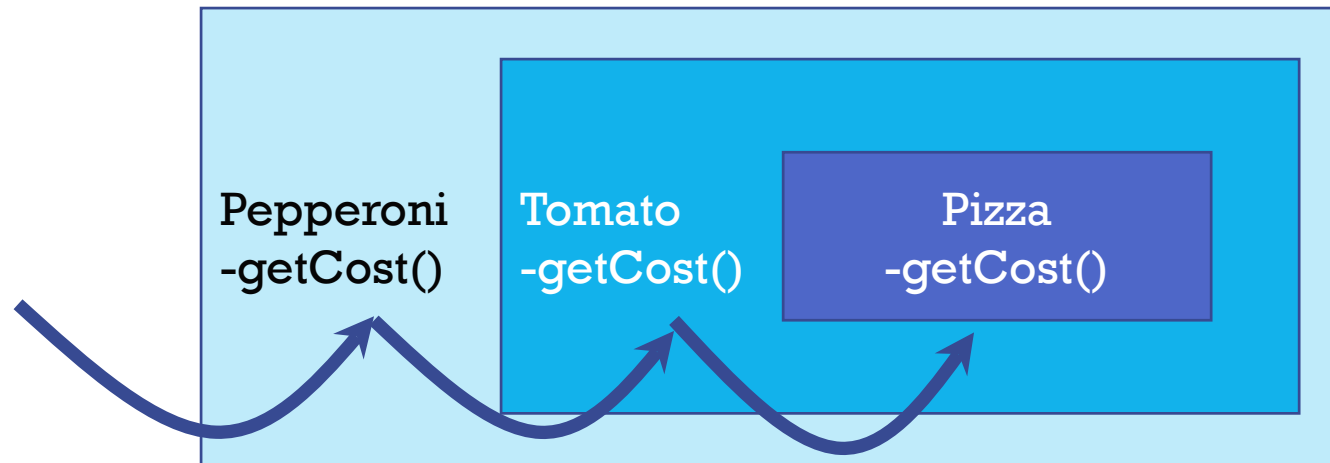 Pepperoni
-getCost()
Tomato
-getCost()
Pizza
-getCost()